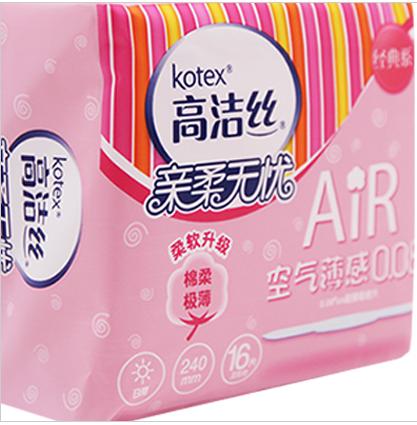 经典系
kotex®
高洁丝®
亲柔无忧
AiR
空气薄感0.0
柔软升级
棉柔
极薄
日用
240
mm
16片
kotex®
高洁丝